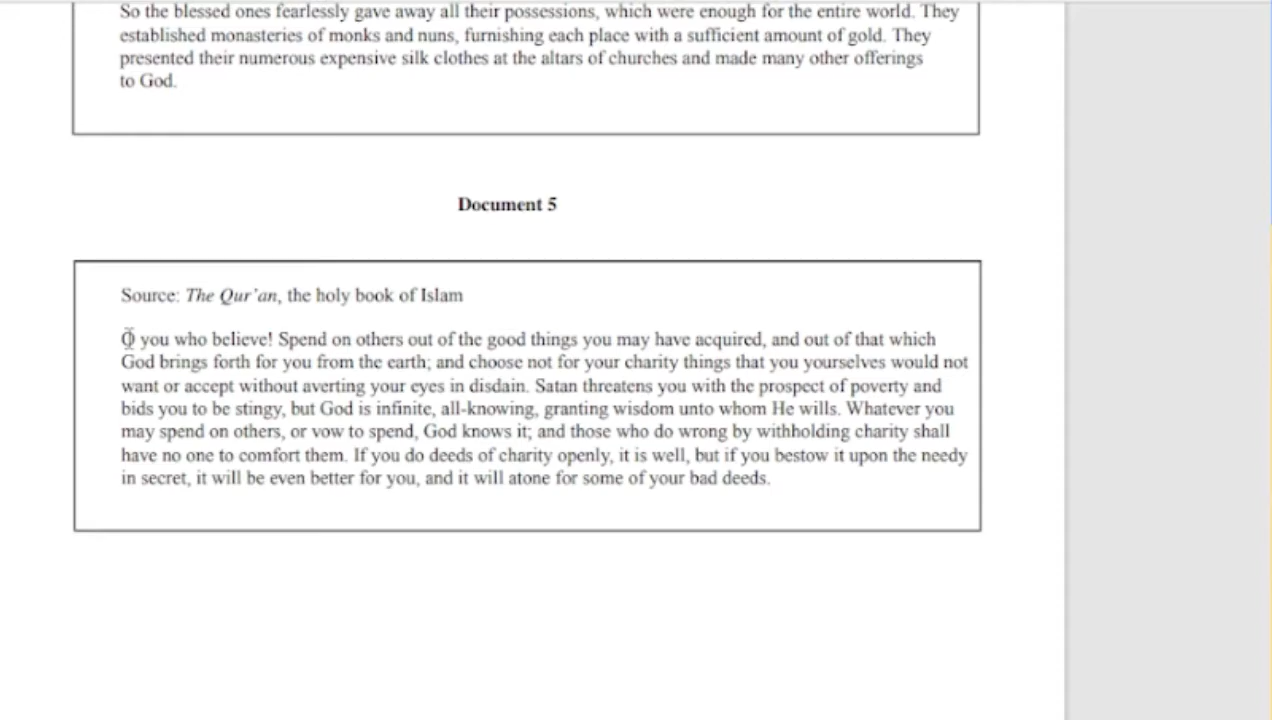 So the blessed ones fearlessly gave away all their possessions, which were enough for the entire world. They
established monasteries of monks and nuns, furnishing each place with a sufficient amount of gold. They
presented their numerous expensive silk clothes at the altars of churches and made many other offerings
to God.
Document 5
Source: The Qur'an, the holy book of Islam
O you who believe! Spend on others out of the good things you may have acquired, and out of that which
God brings forth for you from the earth; and choose not for your charity things that you yourselves would not
want or accept without averting your eyes in disdain. Satan threatens you with the prospect of poverty and
bids you to be stingy, but God is infinite, all-knowing, granting wisdom unto whom He wills. Whatever you
may spend on others, or vow to spend, God knows it; and those who do wrong by withholding charity shall
have no one to comfort them. If you do deeds of charity openly, it is well, but if you bestow it upon the needy
in secret, it will be even better for you, and it will atone for some of your bad deeds.